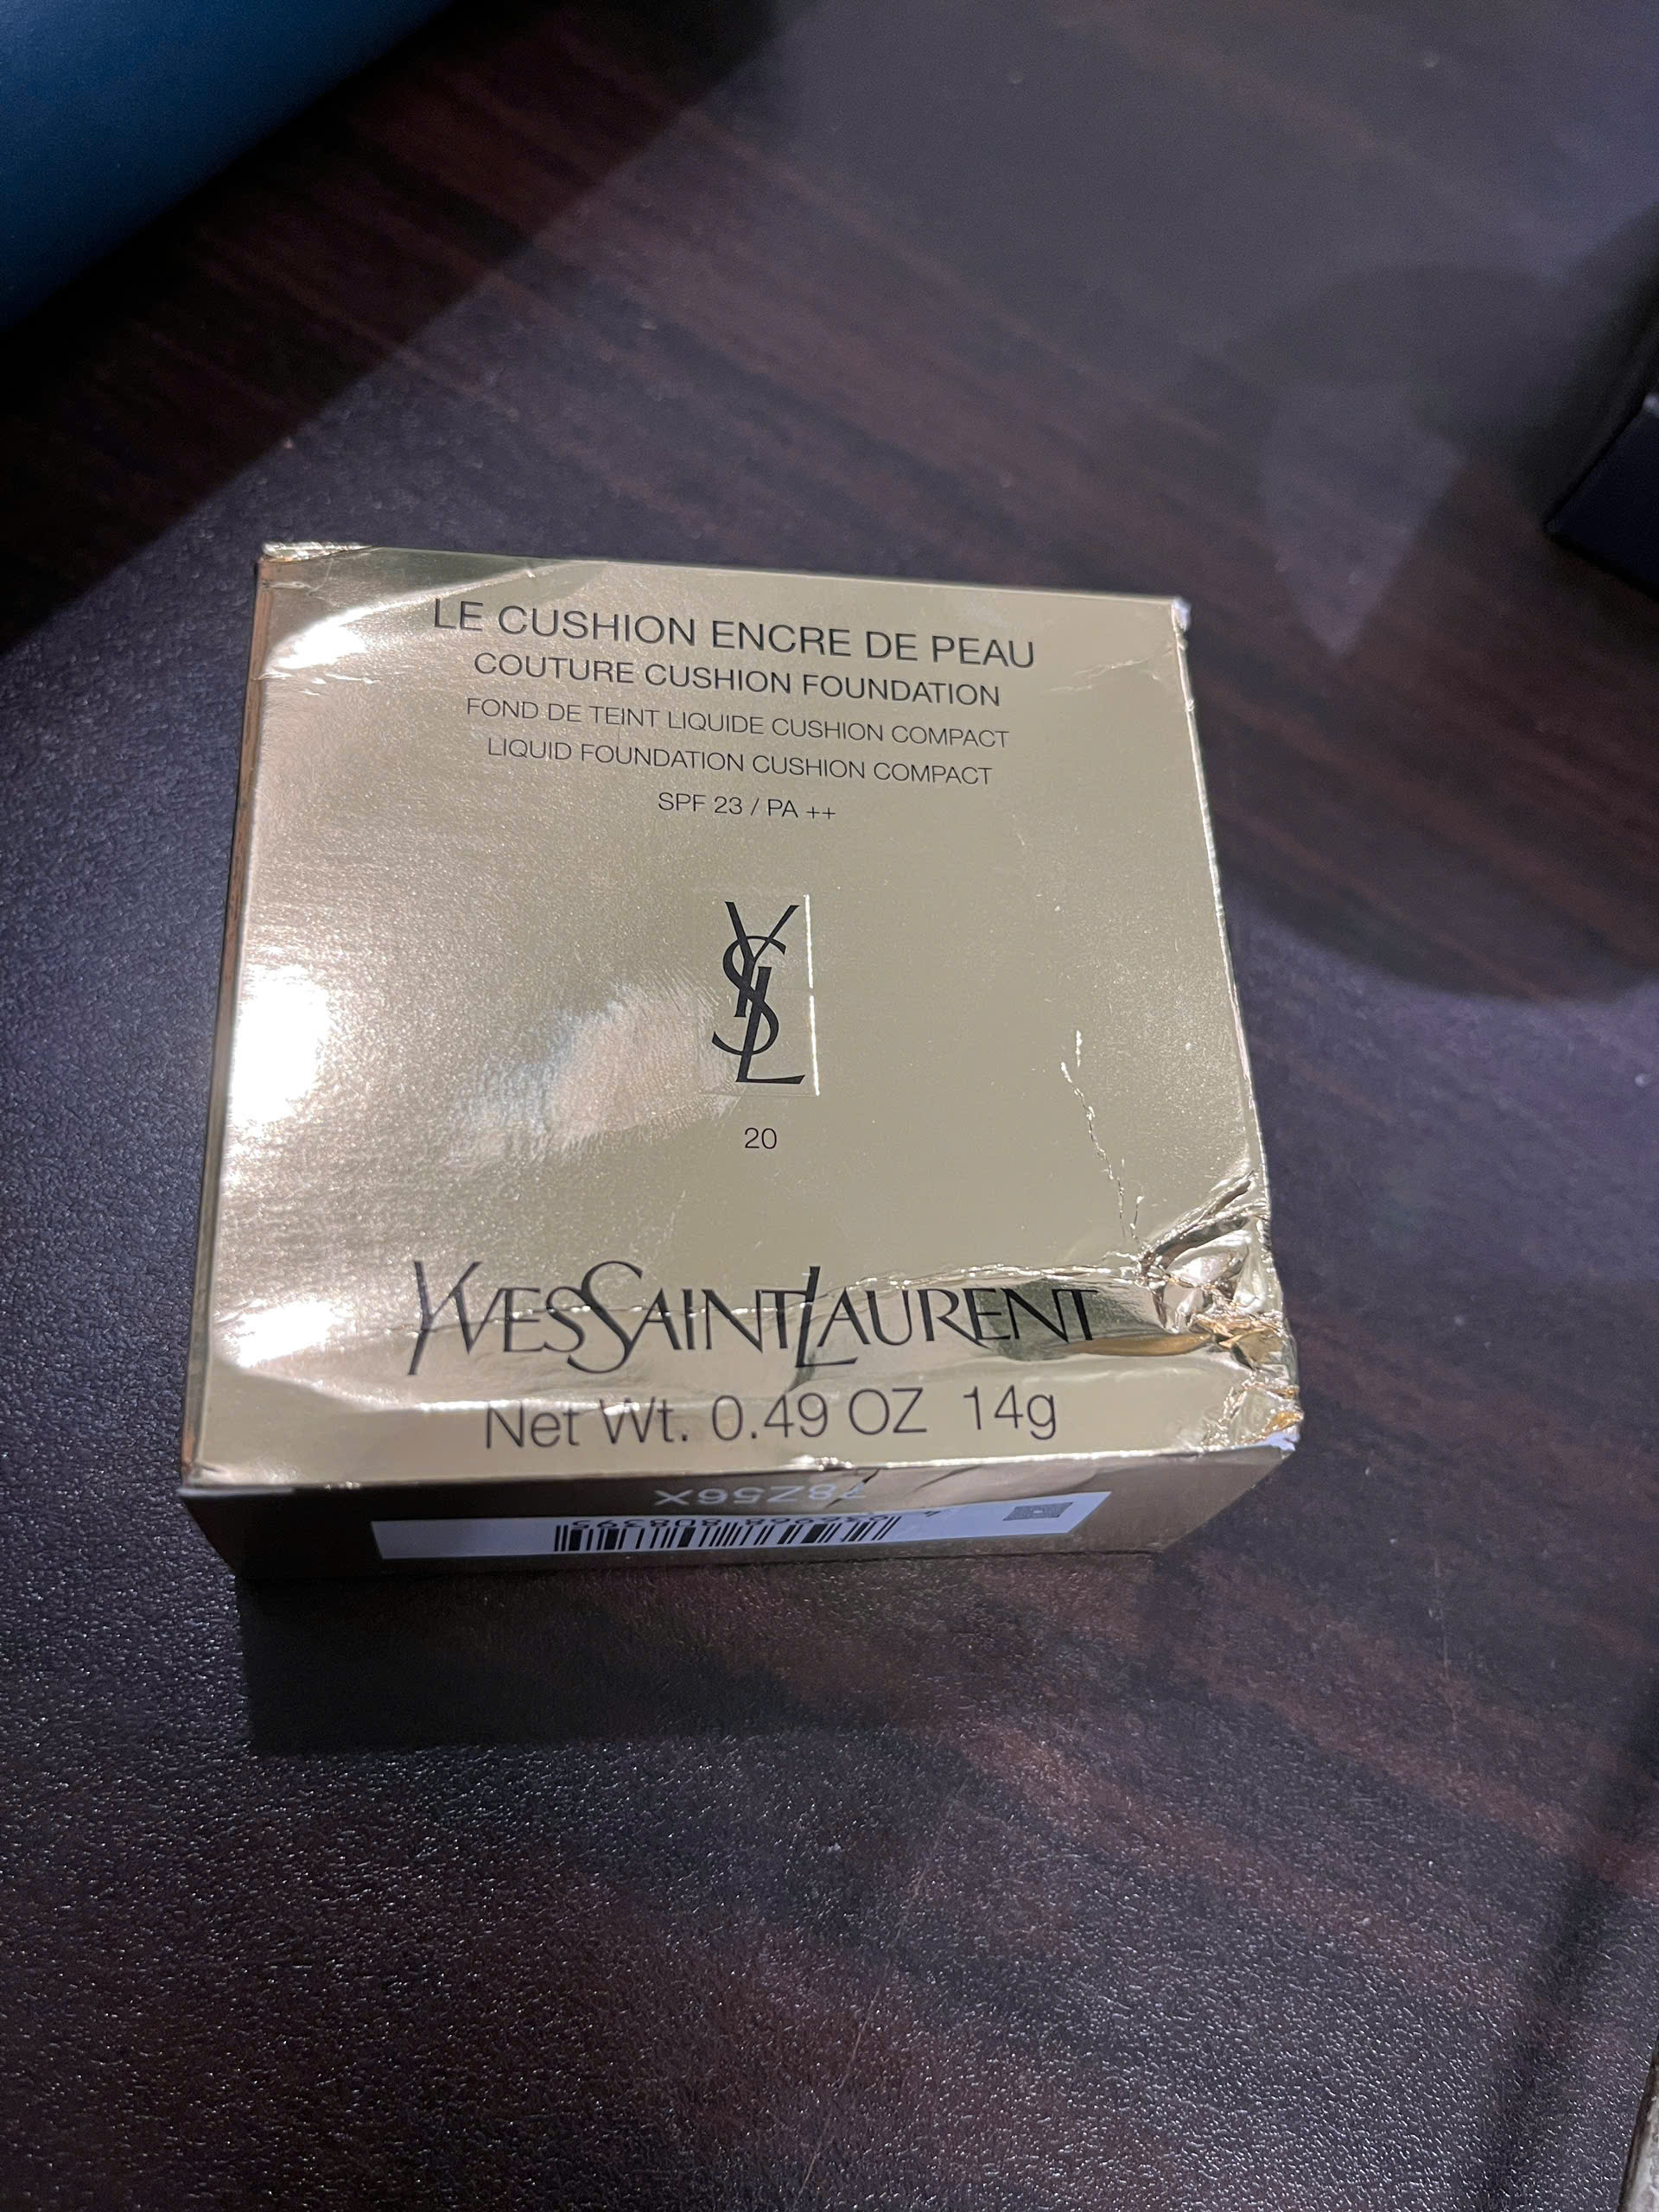 LE CUSHION ENCRE DE PEAU
COUTURE CUSHION FOUNDATION
FOND DE TEINT LIQUIDE CUSHION COMPACT
LIQUID FOUNDATION CUSHION COMPACT
SPF 23 / PA ++
YSL
20
YVESSAINTLAURENT
Net Wt. 0.49 OZ 14g
78Z56X